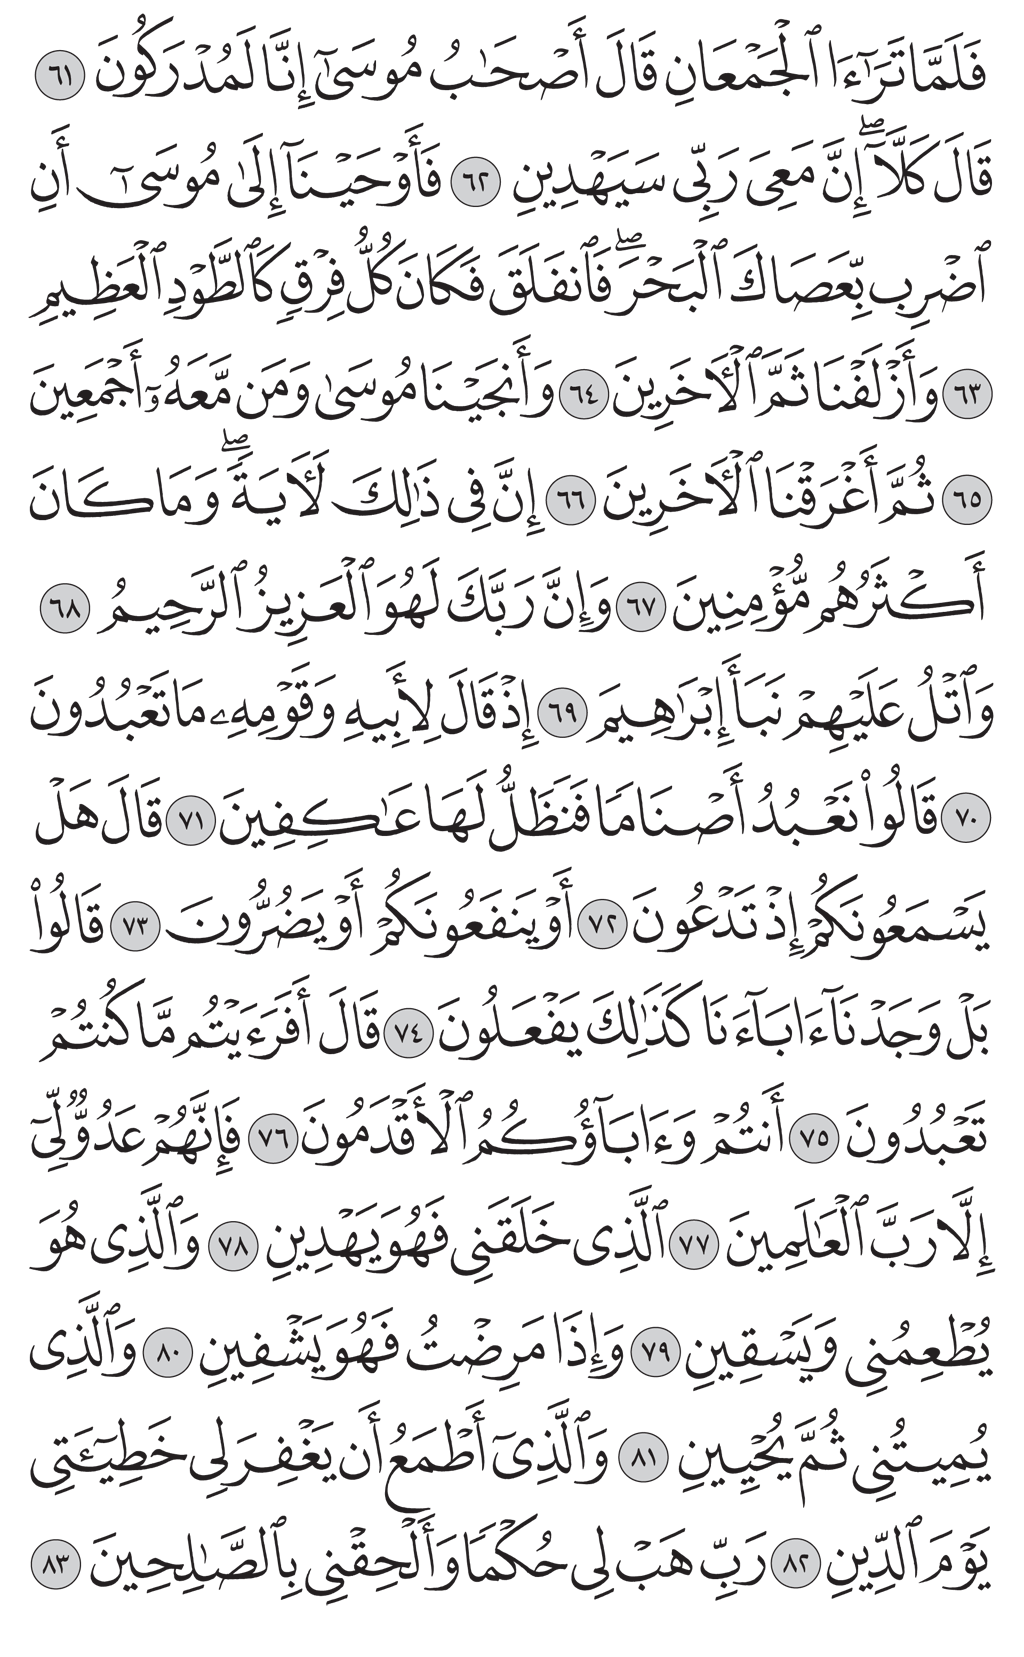 فَلَمَّا تَرَٰٓءَا ٱلۡجَمۡعَانِ قَالَ أَصۡحَٰبُ مُوسَىٰٓ إِنَّا لَمُدۡرَكُونَ ٦١
قَالَ كَلَّآۖ إِنَّ مَعِيَ رَبِّي سَيَهۡدِينِ ٦٢ فَأَوۡحَيۡنَآ إِلَىٰ مُوسَىٰٓ أَنِ
ٱضۡرِب بِّعَصَاكَ ٱلۡبَحۡرَۖ فَٱنفَلَقَ فَكَانَ كُلُّ فِرۡقٖ كَٱلطَّوۡدِ ٱلۡعَظِيمِ
٦٣ وَأَزۡلَفۡنَا ثَمَّ ٱلۡأٓخَرِينَ ٦٤ وَأَنجَيۡنَا مُوسَىٰ وَمَن مَّعَهُۥٓ أَجۡمَعِينَ
٦٥ ثُمَّ أَغۡرَقۡنَا ٱلۡأٓخَرِينَ ٦٦ إِنَّ فِي ذَٰلِكَ لَأٓيَةٗۖ وَمَا كَانَ
أَكۡثَرُهُم مُّؤۡمِنِينَ ٦٧ وَإِنَّ رَبَّكَ لَهُوَ ٱلۡعَزِيزُ ٱلرَّحِيمُ ٦٨
وَٱتۡلُ عَلَيۡهِمۡ نَبَأَ إِبۡرَٰهِيمَ ٦٩ إِذۡ قَالَ لِأَبِيهِ وَقَوۡمِهِۦ مَا تَعۡبُدُونَ
٧٠ قَالُواْ نَعۡبُدُ أَصۡنَامٗا فَنَظَلُّ لَهَا عَٰكِفِينَ ٧١ قَالَ هَلۡ
يَسۡمَعُونَكُمۡ إِذۡ تَدۡعُونَ ٧٢ أَوۡ يَنفَعُونَكُمۡ أَوۡ يَضُرُّونَ ٧٣ قَالُواْ
بَلۡ وَجَدۡنَآ ءَابَآءَنَا كَذَٰلِكَ يَفۡعَلُونَ ٧٤ قَالَ أَفَرَءَيۡتُم مَّا كُنتُمۡ
تَعۡبُدُونَ ٧٥ أَنتُمۡ وَءَابَآؤُكُمُ ٱلۡأَقۡدَمُونَ ٧٦ فَإِنَّهُمۡ عَدُوّٞ لِّيٓ
إِلَّا رَبَّ ٱلۡعَٰلَمِينَ ٧٧ ٱلَّذِي خَلَقَنِي فَهُوَ يَهۡدِينِ ٧٨ وَٱلَّذِي هُوَ
يُطۡعِمُنِي وَيَسۡقِينِ ٧٩ وَإِذَا مَرِضۡتُ فَهُوَ يَشۡفِينِ ٨٠ وَٱلَّذِي
يُمِيتُنِي ثُمَّ يُحۡيِينِ ٨١ وَٱلَّذِيٓ أَطۡمَعُ أَن يَغۡفِرَ لِي خَطِيٓـَٔتِي
يَوۡمَ ٱلدِّينِ ٨٢ رَبِّ هَبۡ لِي حُكۡمٗا وَأَلۡحِقۡنِي بِٱلصَّٰلِحِينَ ٨٣